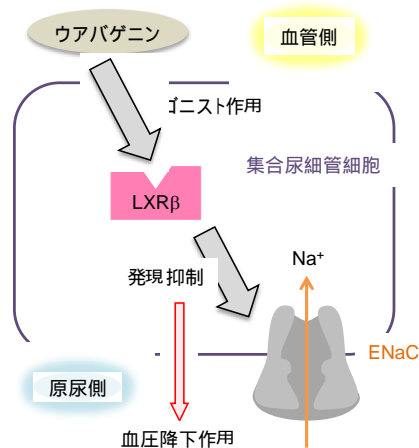 ウアバゲニン
血管側
ゴニスト作用
集合尿細管細胞
LXRβ
Na⁺
発現抑制
ENaC
原尿側
血圧降下作用